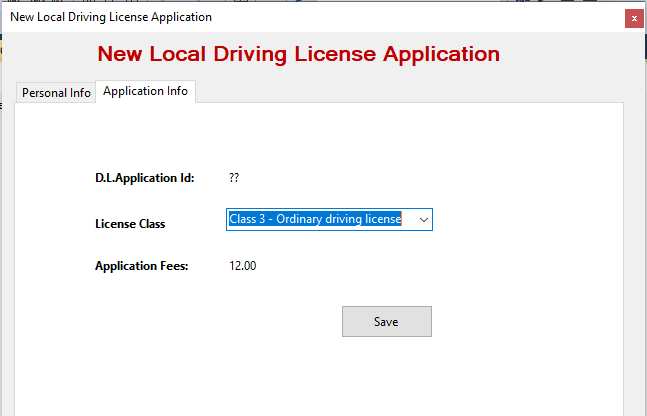 New Local Driving License Application
x
New Local Driving License Application
Personal Info
Application Info
D.L.Application Id: ??
License Class Class 3 - Ordinary driving license
Application Fees: 12.00
Save